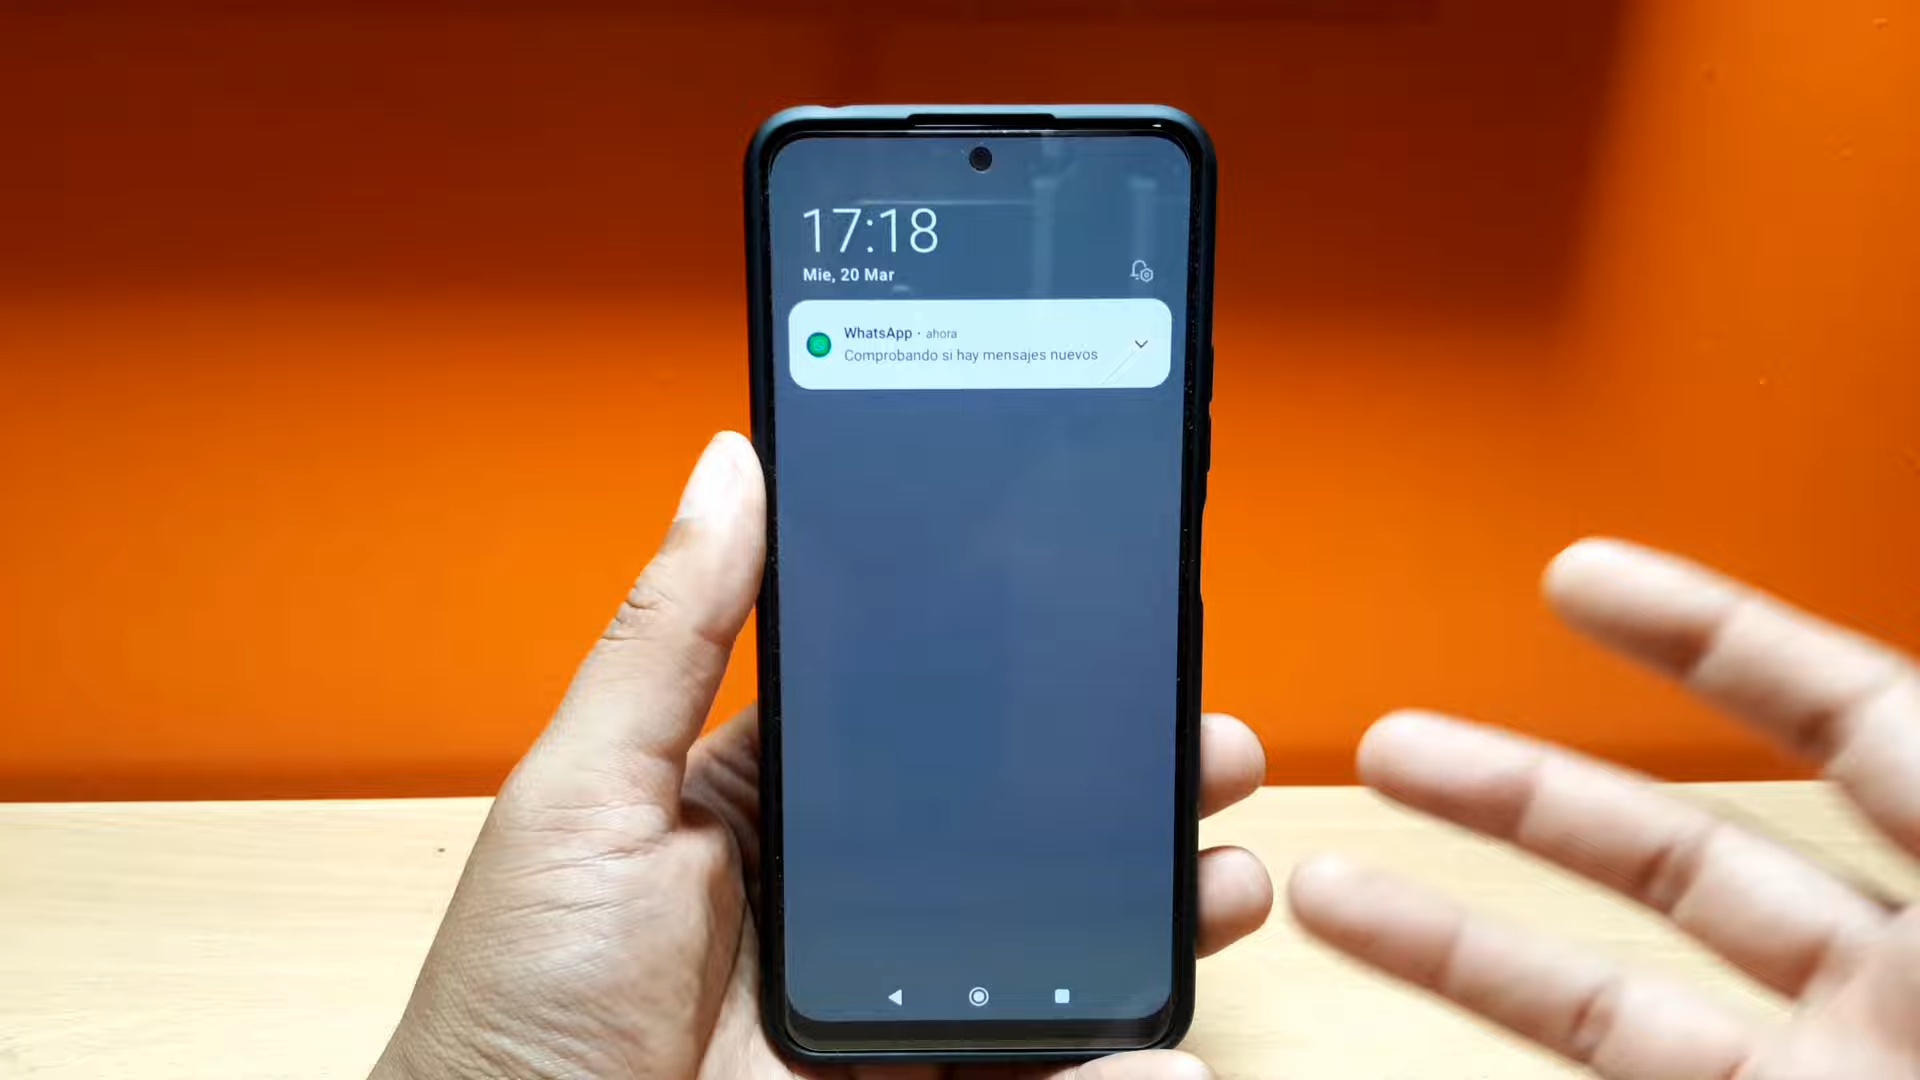 17:18
Mie, 20 Mar
WhatsApp · ahora
Comprobando si hay mensajes nuevos